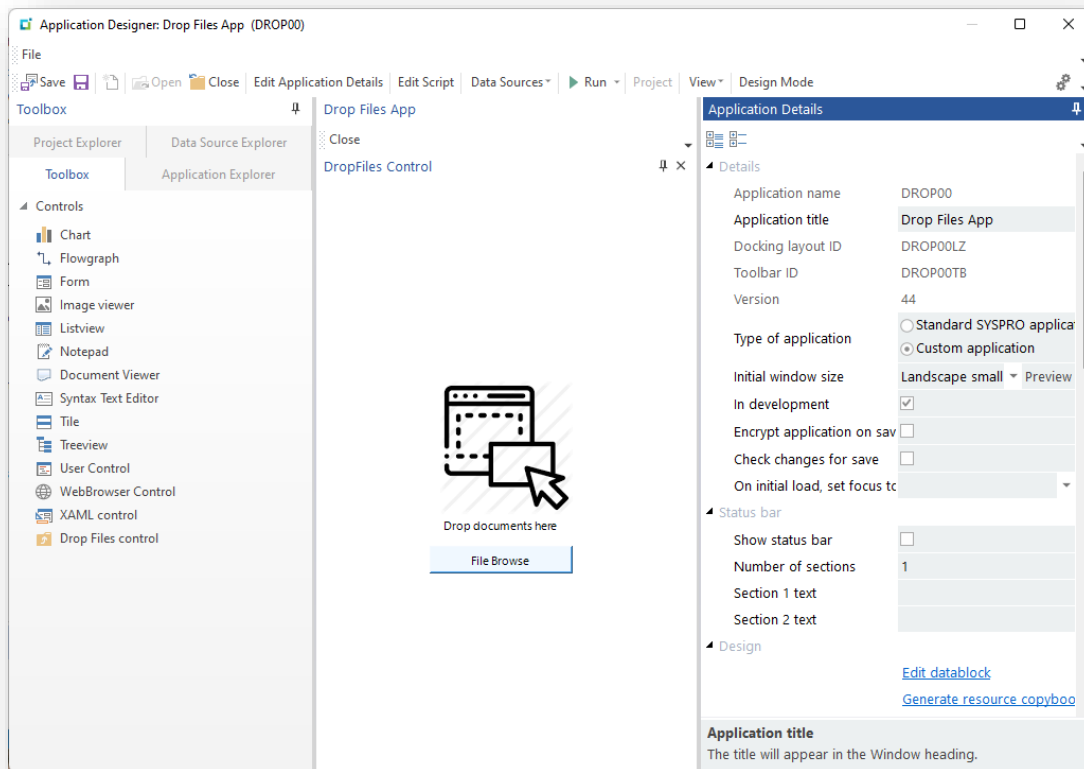 Application Designer: Drop Files App (DROP00)
File
Save Open Close Edit Application Details Edit Script Data Sources Run Project View Design Mode
Toolbox
Project Explorer Data Source Explorer
Toolbox Application Explorer
Controls
Chart
Flowgraph
Form
Image viewer
Listview
Notepad
Document Viewer
Syntax Text Editor
Tile
Treeview
User Control
WebBrowser Control
XAML control
Drop Files control
Drop Files App
Close
DropFiles Control
Drop documents here
File Browse
Application Details
Details
Application name DROP00
Application title Drop Files App
Docking layout ID DROP00LZ
Toolbar ID DROP00TB
Version 44
Type of application
Standard SYSPRO applicat
Custom application
Initial window size Landscape small Preview
In development
Encrypt application on sav
Check changes for save
On initial load, set focus to
Status bar
Show status bar
Number of sections 1
Section 1 text
Section 2 text
Design
Edit datablock
Generate resource copyboo
Application title
The title will appear in the Window heading.